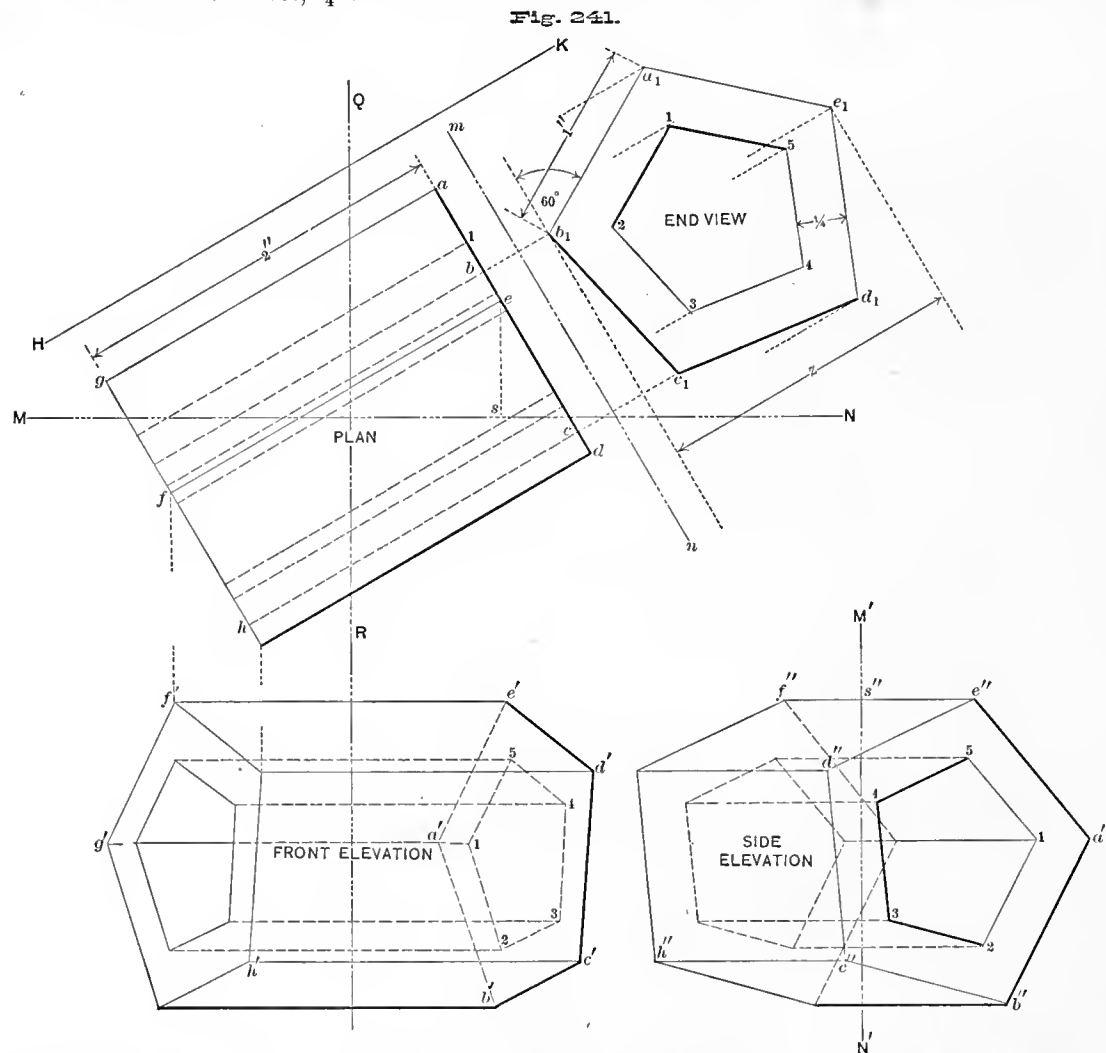 Fig. 241.
K
Q
m
a₁
e₁
1"
60°
1
5
2
END VIEW
¼
b₁
4
3
d₁
c₁
z
a
1
b
e
2"
H
g
M
s
N
PLAN
c
d
f
n
h
R
M'
f'
e'
5
d'
4
g'
a'
1
FRONT ELEVATION
3
2
h'
c'
b'
f''
s''
e''
d''
5
4
SIDE
ELEVATION
1
a''
3
2
h''
c''
b''
N'